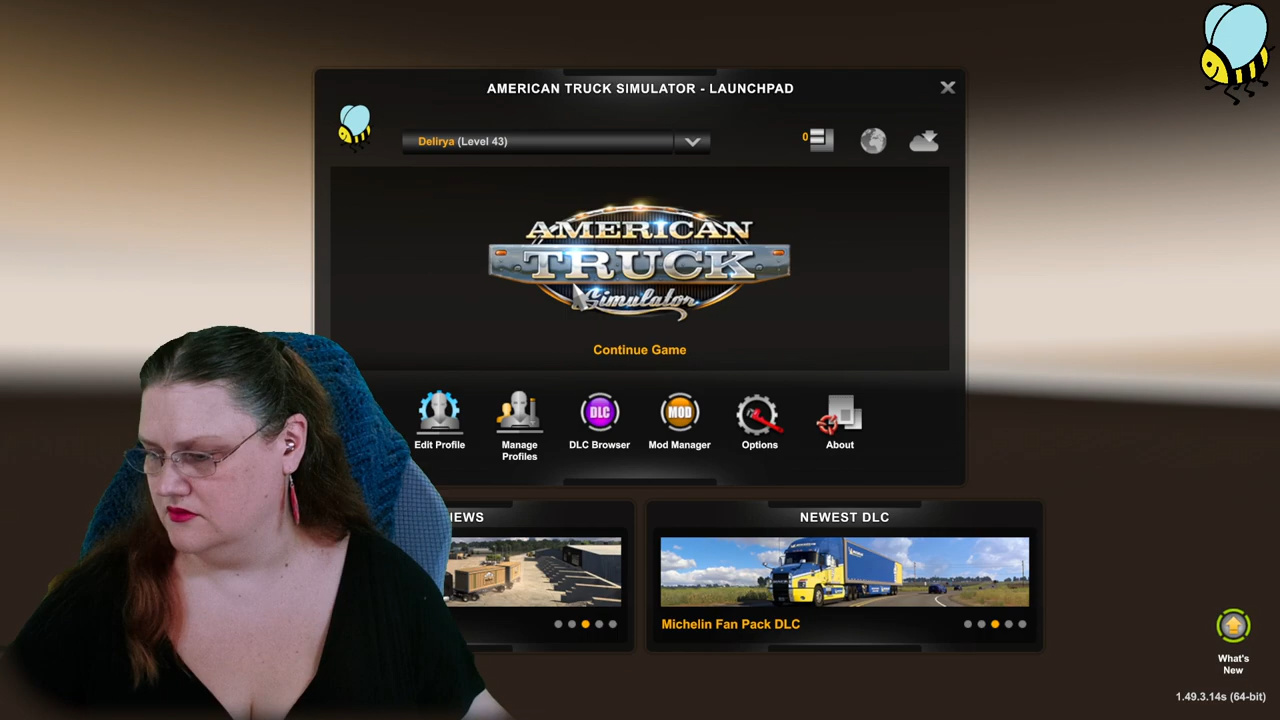 AMERICAN TRUCK SIMULATOR - LAUNCHPAD
Delirya (Level 43)
0
AMERICAN
TRUCK
Simulator
Continue Game
Edit Profile
Manage
Profiles
DLC
DLC Browser
MOD
Mod Manager
Options
About
NEWS
NEWEST DLC
Michelin Fan Pack DLC
What's
New
1.49.3.14s (64-bit)